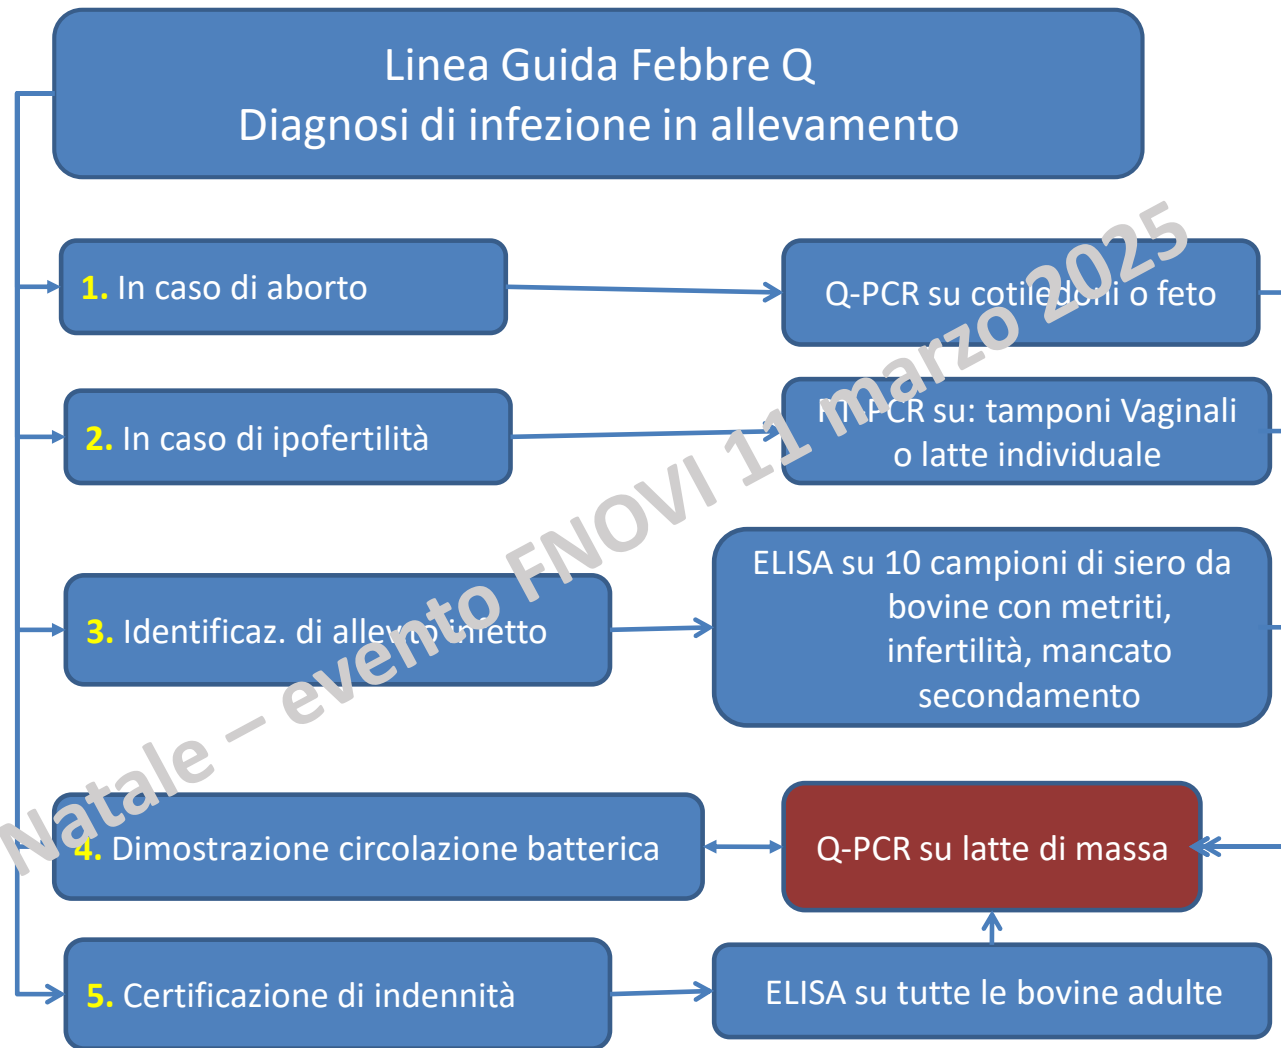 Linea Guida Febbre Q
Diagnosi di infezione in allevamento
1. In caso di aborto
Q-PCR su cotiledoni o feto
2. In caso di ipofertilità
RT-PCR su: tamponi Vaginali
o latte individuale
3. Identificaz. di allev.to infetto
ELISA su 10 campioni di siero da
bovine con metriti,
infertilità, mancato
secondamento
4. Dimostrazione circolazione batterica
Q-PCR su latte di massa
5. Certificazione di indennità
ELISA su tutte le bovine adulte
Natale – evento FNOVI 11 marzo 2025